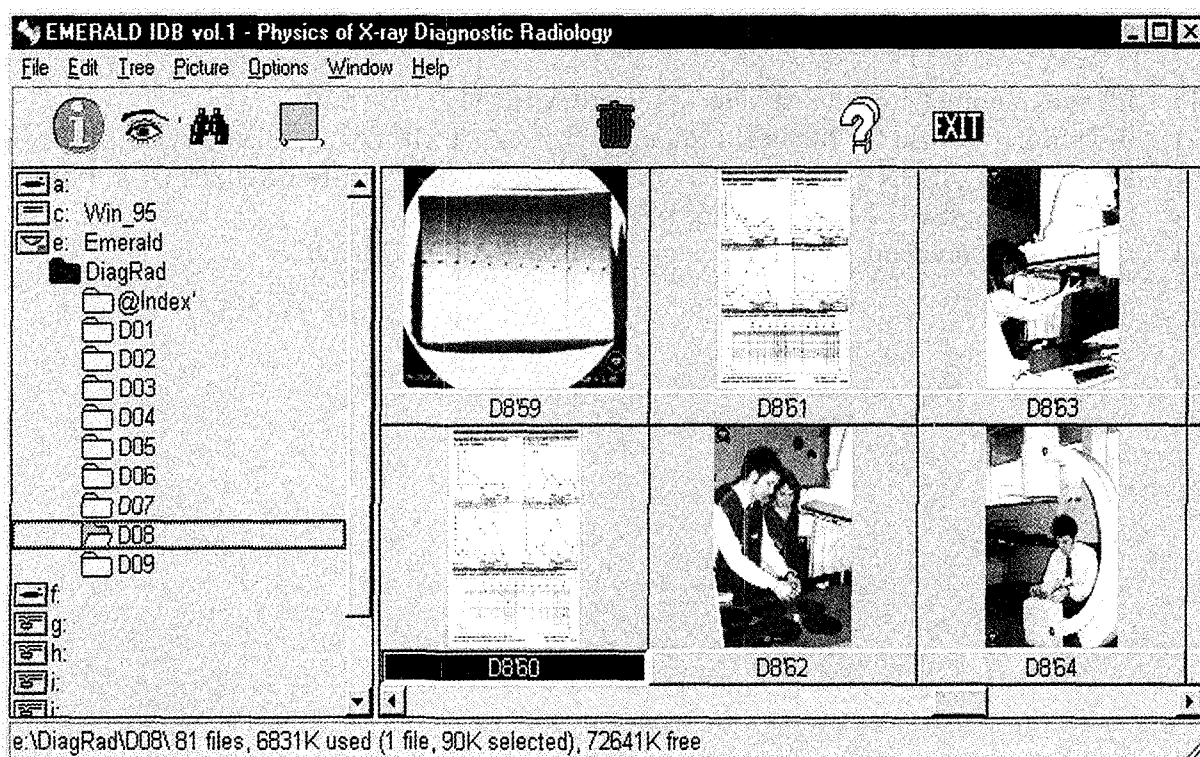 EMERALD IDB vol.1 - Physics of X-ray Diagnostic Radiology
File Edit Tree Picture Options Window Help
i ? EXIT
a:
c: Win_95
e: Emerald
DiagRad
@Index'
D01
D02
D03
D04
D05
D06
D07
D08
D09
f:
g:
h:
i:
j:
D8'59 D8'61 D8'63
D8'60 D8'62 D8'64
e:\DiagRad\D08\ 81 files, 6831K used (1 file, 90K selected), 72641K free